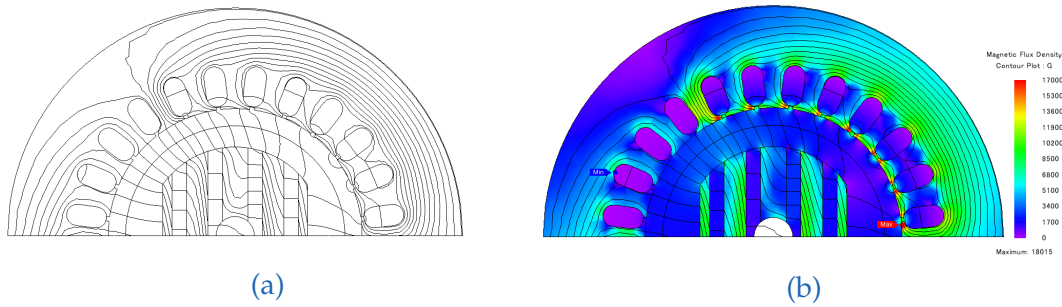 Magnetic Flux Density
Contour Plot : G
17000
15300
13600
11900
10200
8500
6800
5100
3400
1700
0
Maximum: 18015
Min
Max
(a)
(b)